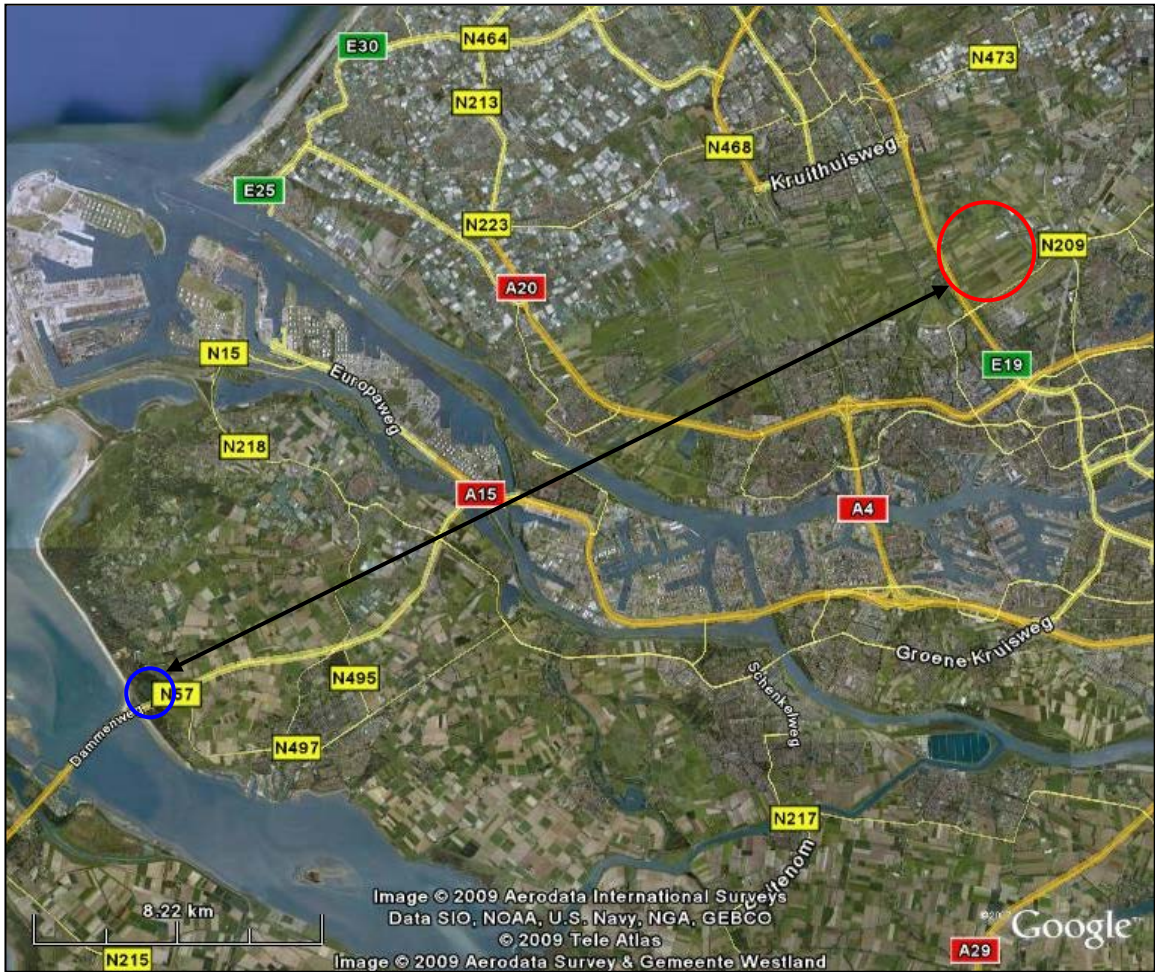 E30
N464
N473
N213
N468
Kruithuisweg
E25
N223
N209
A20
N15
E19
Europaweg
N218
A15
A4
Groene Kruisweg
N495
Schenkelweg
N57
Dammenweg
N497
N217
Image © 2009 Aerodata International Surveys
Data SIO, NOAA, U.S. Navy, NGA, GEBCO
8.22 km
© 2009 Tele Atlas
Google
N215
A29
Image © 2009 Aerodata Survey & Gemeente Westland